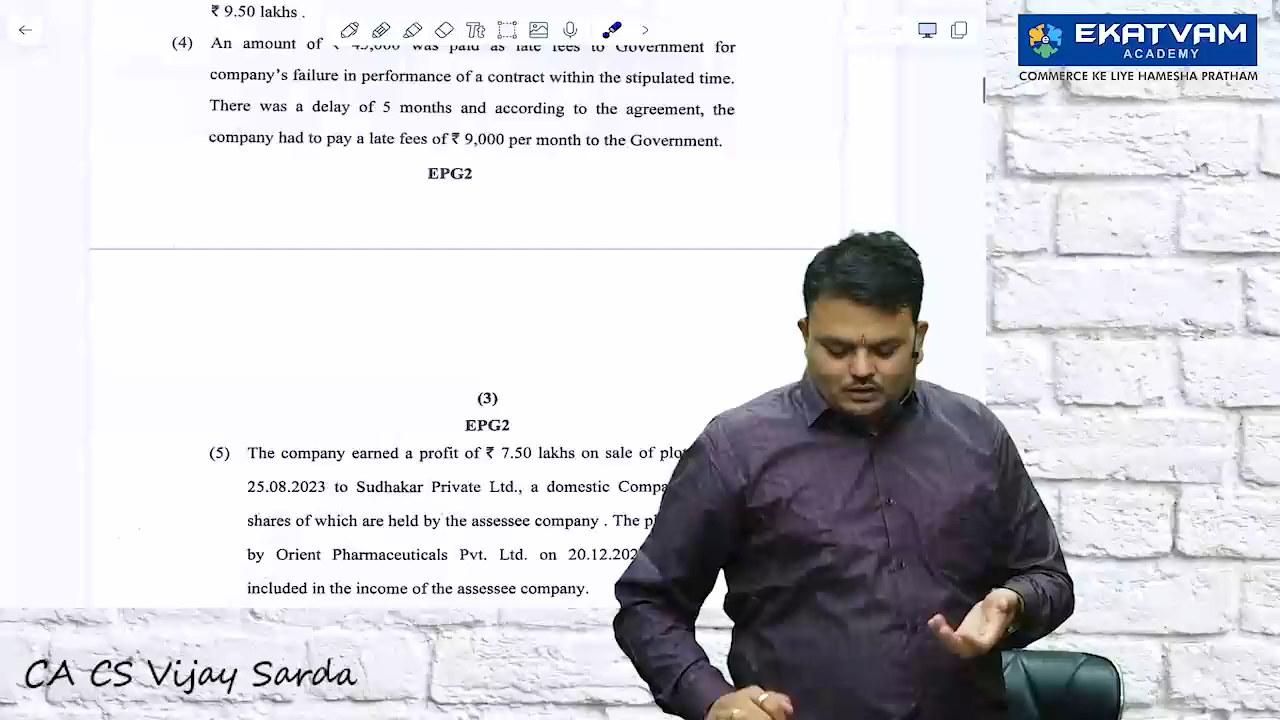 ₹ 9.50 lakhs .
(4) An amount of was paid as late fees to Government for
company's failure in performance of a contract within the stipulated time.
There was a delay of 5 months and according to the agreement, the
company had to pay a late fees of ₹ 9,000 per month to the Government.
EPG2
(3)
EPG2
(5) The company earned a profit of ₹ 7.50 lakhs on sale of
25.08.2023 to Sudhakar Private Ltd., a domestic
shares of which are held by the assessee company . The
by Orient Pharmaceuticals Pvt. Ltd. on
included in the income of the assessee company.
Tt
EKATVAM
ACADEMY
COMMERCE KE LIYE HAMESHA PRATHAM
CA CS Vijay Sarda